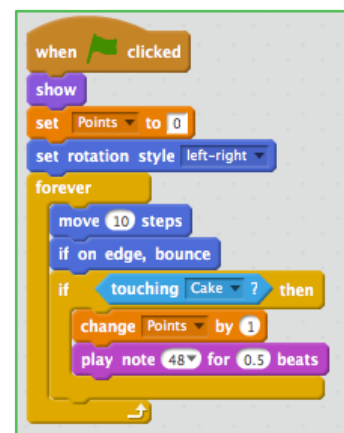 when clicked
show
set Points to 0
set rotation style left-right
forever
move 10 steps
if on edge, bounce
if touching Cake ? then
change Points by 1
play note 48 for 0.5 beats